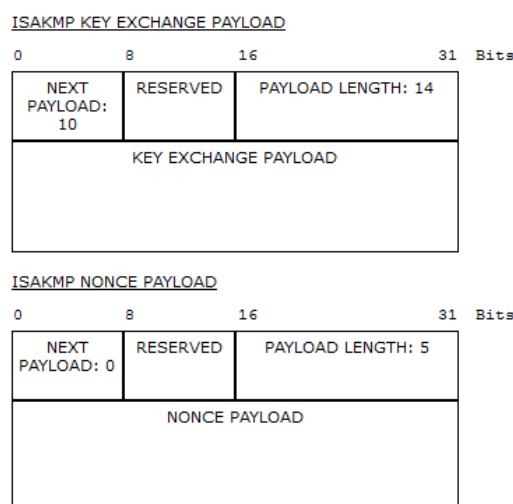 ISAKMP KEY EXCHANGE PAYLOAD
0 8 16 31 Bits
NEXT PAYLOAD: 10 RESERVED PAYLOAD LENGTH: 14
KEY EXCHANGE PAYLOAD
ISAKMP NONCE PAYLOAD
0 8 16 31 Bits
NEXT PAYLOAD: 0 RESERVED PAYLOAD LENGTH: 5
NONCE PAYLOAD